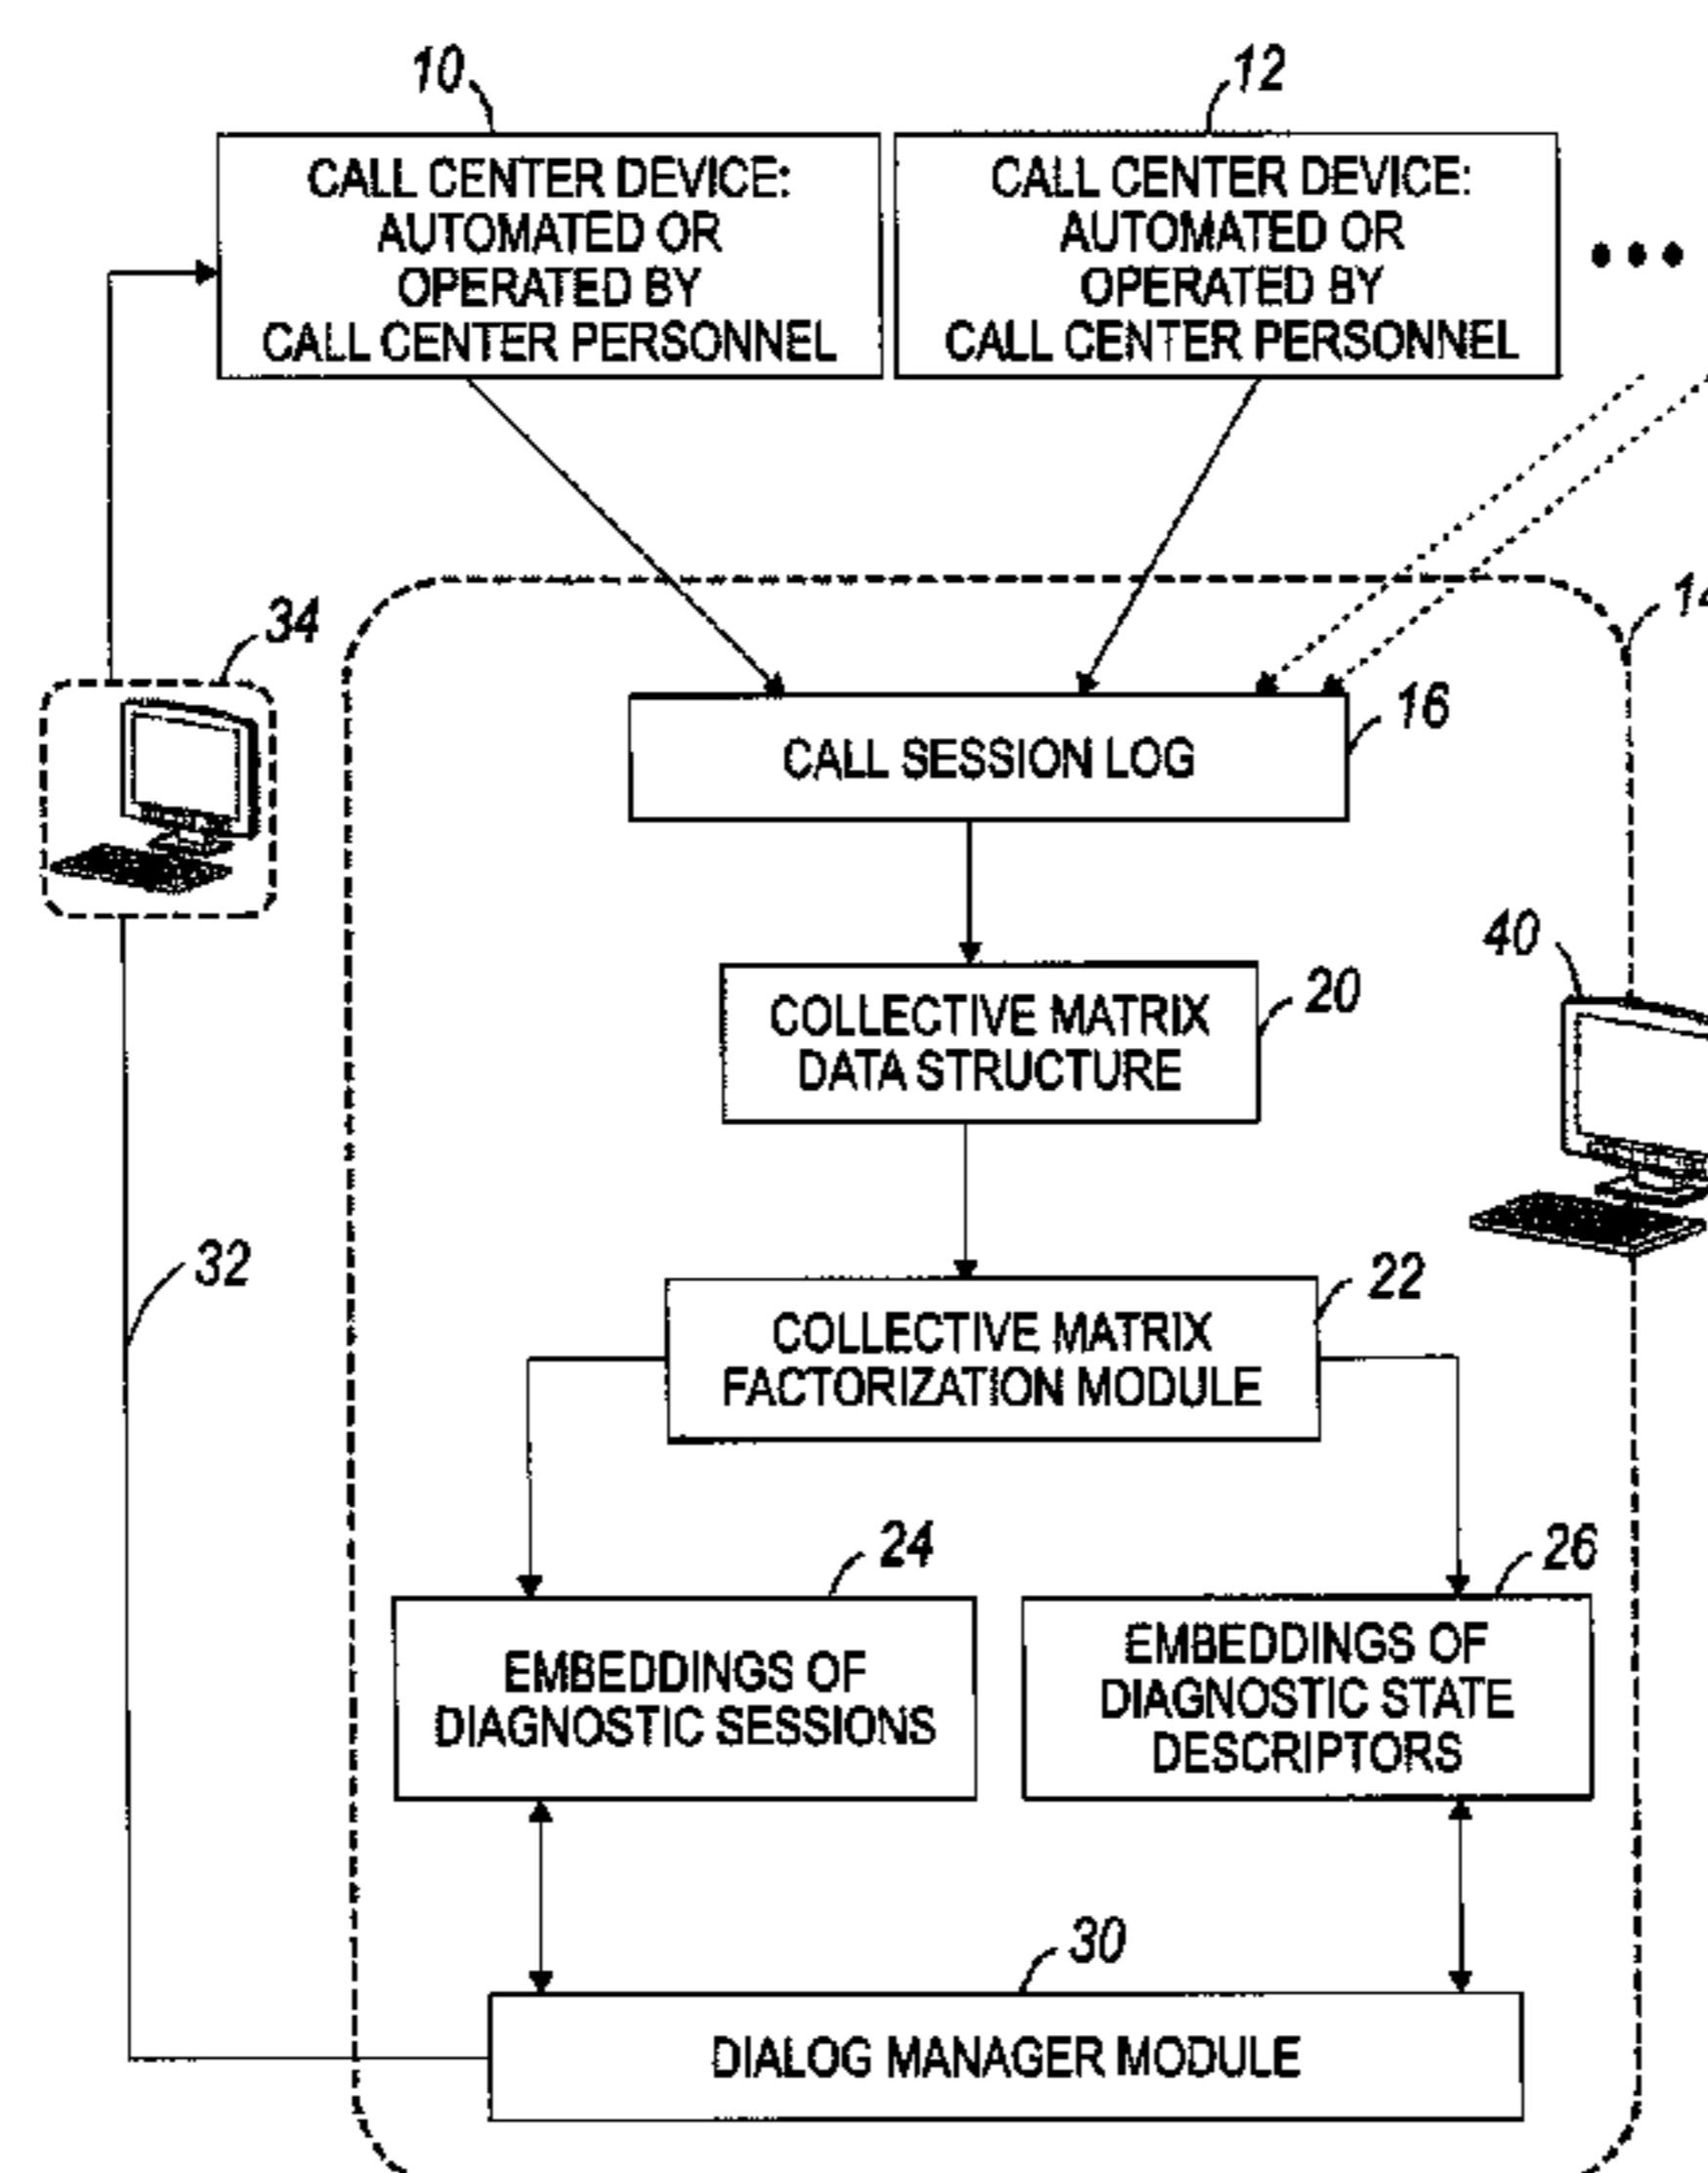 10
12
CALL CENTER DEVICE:
AUTOMATED OR
OPERATED BY
CALL CENTER PERSONNEL
CALL CENTER DEVICE:
AUTOMATED OR
OPERATED BY
CALL CENTER PERSONNEL
34
16
CALL SESSION LOG
40
20
COLLECTIVE MATRIX
DATA STRUCTURE
32
22
COLLECTIVE MATRIX
FACTORIZATION MODULE
24
26
EMBEDDINGS OF
DIAGNOSTIC SESSIONS
EMBEDDINGS OF
DIAGNOSTIC STATE
DESCRIPTORS
30
DIALOG MANAGER MODULE